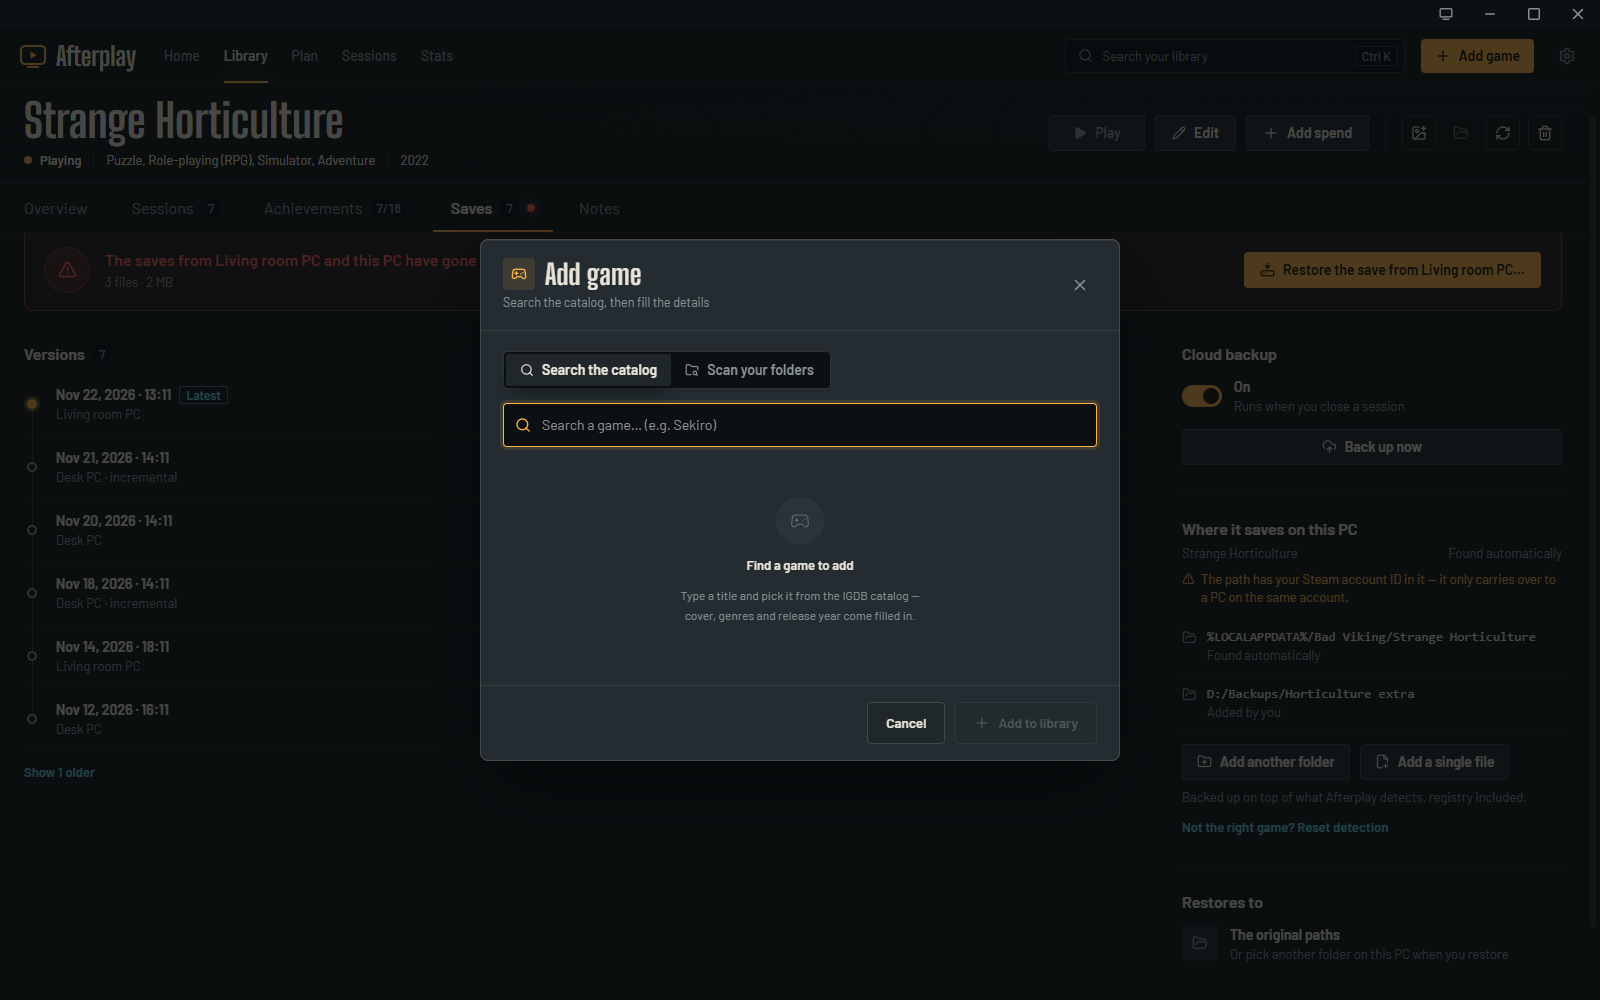 Afterplay
Home
Library
Plan
Sessions
Stats
Search your library
Ctrl K
Add game
Strange Horticulture
Playing
Puzzle, Role-playing (RPG), Simulator, Adventure
2022
Play
Edit
Add spend
Overview
Sessions 7
Achievements 7/18
Saves 7
Notes
The saves from Living room PC and this PC have gone
3 files · 2 MB
Restore the save from Living room PC...
Versions 7
Nov 22, 2026 · 13:11 Latest
Living room PC
Nov 21, 2026 · 14:11
Desk PC · incremental
Nov 20, 2026 · 14:11
Desk PC
Nov 18, 2026 · 14:11
Desk PC · incremental
Nov 14, 2026 · 18:11
Living room PC
Nov 12, 2026 · 16:11
Desk PC
Show 1 older
Add game
Search the catalog, then fill the details
Search the catalog
Scan your folders
Search a game... (e.g. Sekiro)
Find a game to add
Type a title and pick it from the IGDB catalog —
cover, genres and release year come filled in.
Cancel
Add to library
Cloud backup
On
Runs when you close a session
Back up now
Where it saves on this PC
Strange Horticulture
Found automatically
The path has your Steam account ID in it — it only carries over to
a PC on the same account.
%LOCALAPPDATA%/Bad Viking/Strange Horticulture
Found automatically
D:/Backups/Horticulture extra
Added by you
Add another folder
Add a single file
Backed up on top of what Afterplay detects, registry included.
Not the right game? Reset detection
Restores to
The original paths
Or pick another folder on this PC when you restore